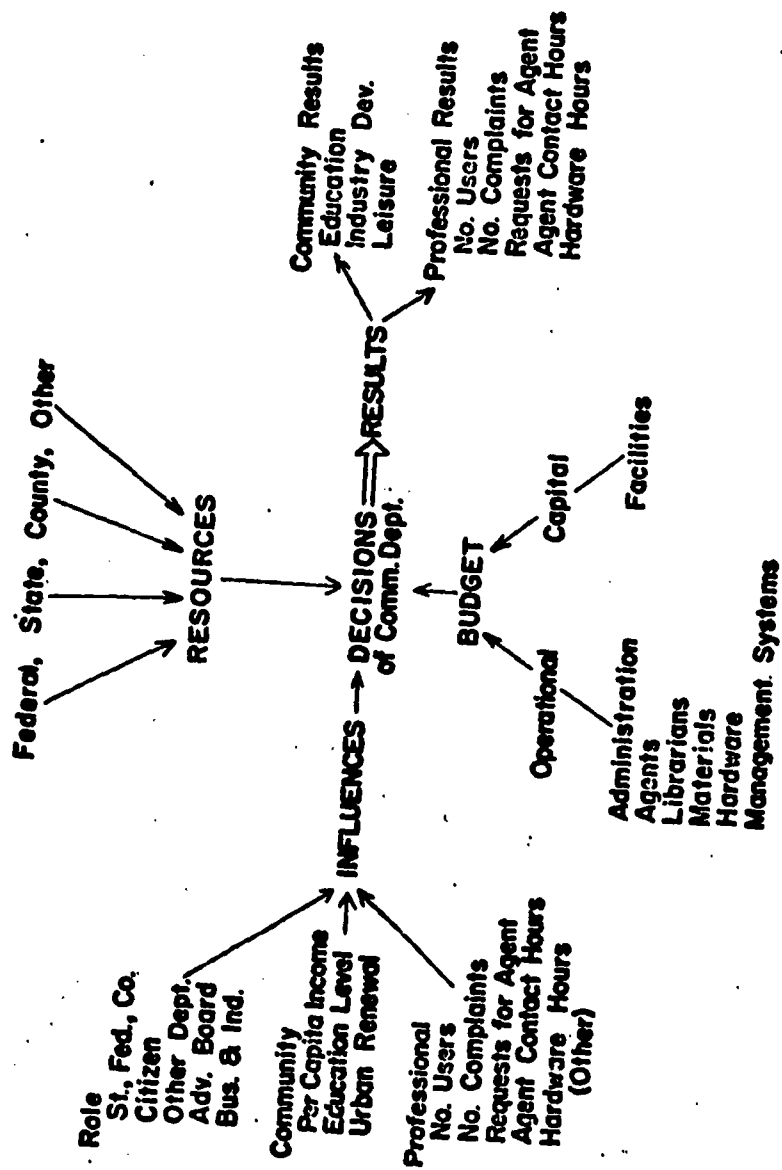 Federal, State, County, Other
RESOURCES
Role
St., Fed., Co.
Citizen
Other Dept.
Adv. Board
Bus. & Ind.
Community
Per Capita Income
Education Level
Urban Renewal
Professional
No. Users
No. Complaints
Requests for Agent
Agent Contact Hours
Hardware Hours
(Other)
INFLUENCES
DECISIONS
of Comm. Dept.
RESULTS
Community Results
Education
Industry Dev.
Leisure
Professional Results
No. Users
No. Complaints
Requests for Agent
Agent Contact Hours
Hardware Hours
BUDGET
Operational
Capital
Administration
Agents
Librarians
Materials
Hardware
Management Systems
Facilities